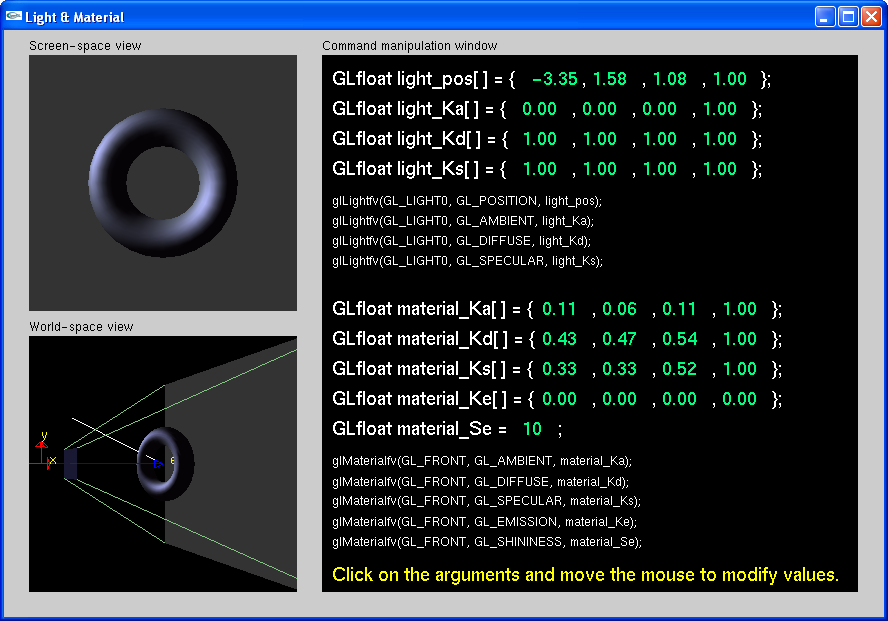 Light & Material
Screen-space view
Command manipulation window
GLfloat light_pos[ ] = { -3.35 , 1.58 , 1.08 , 1.00 };
GLfloat light_Ka[ ] = { 0.00 , 0.00 , 0.00 , 1.00 };
GLfloat light_Kd[ ] = { 1.00 , 1.00 , 1.00 , 1.00 };
GLfloat light_Ks[ ] = { 1.00 , 1.00 , 1.00 , 1.00 };
glLightfv(GL_LIGHT0, GL_POSITION, light_pos);
glLightfv(GL_LIGHT0, GL_AMBIENT, light_Ka);
glLightfv(GL_LIGHT0, GL_DIFFUSE, light_Kd);
glLightfv(GL_LIGHT0, GL_SPECULAR, light_Ks);
GLfloat material_Ka[ ] = { 0.11 , 0.06 , 0.11 , 1.00 };
GLfloat material_Kd[ ] = { 0.43 , 0.47 , 0.54 , 1.00 };
GLfloat material_Ks[ ] = { 0.33 , 0.33 , 0.52 , 1.00 };
GLfloat material_Ke[ ] = { 0.00 , 0.00 , 0.00 , 0.00 };
GLfloat material_Se = 10 ;
glMaterialfv(GL_FRONT, GL_AMBIENT, material_Ka);
glMaterialfv(GL_FRONT, GL_DIFFUSE, material_Kd);
glMaterialfv(GL_FRONT, GL_SPECULAR, material_Ks);
glMaterialfv(GL_FRONT, GL_EMISSION, material_Ke);
glMaterialfv(GL_FRONT, GL_SHININESS, material_Se);
Click on the arguments and move the mouse to modify values.
World-space view
y
x